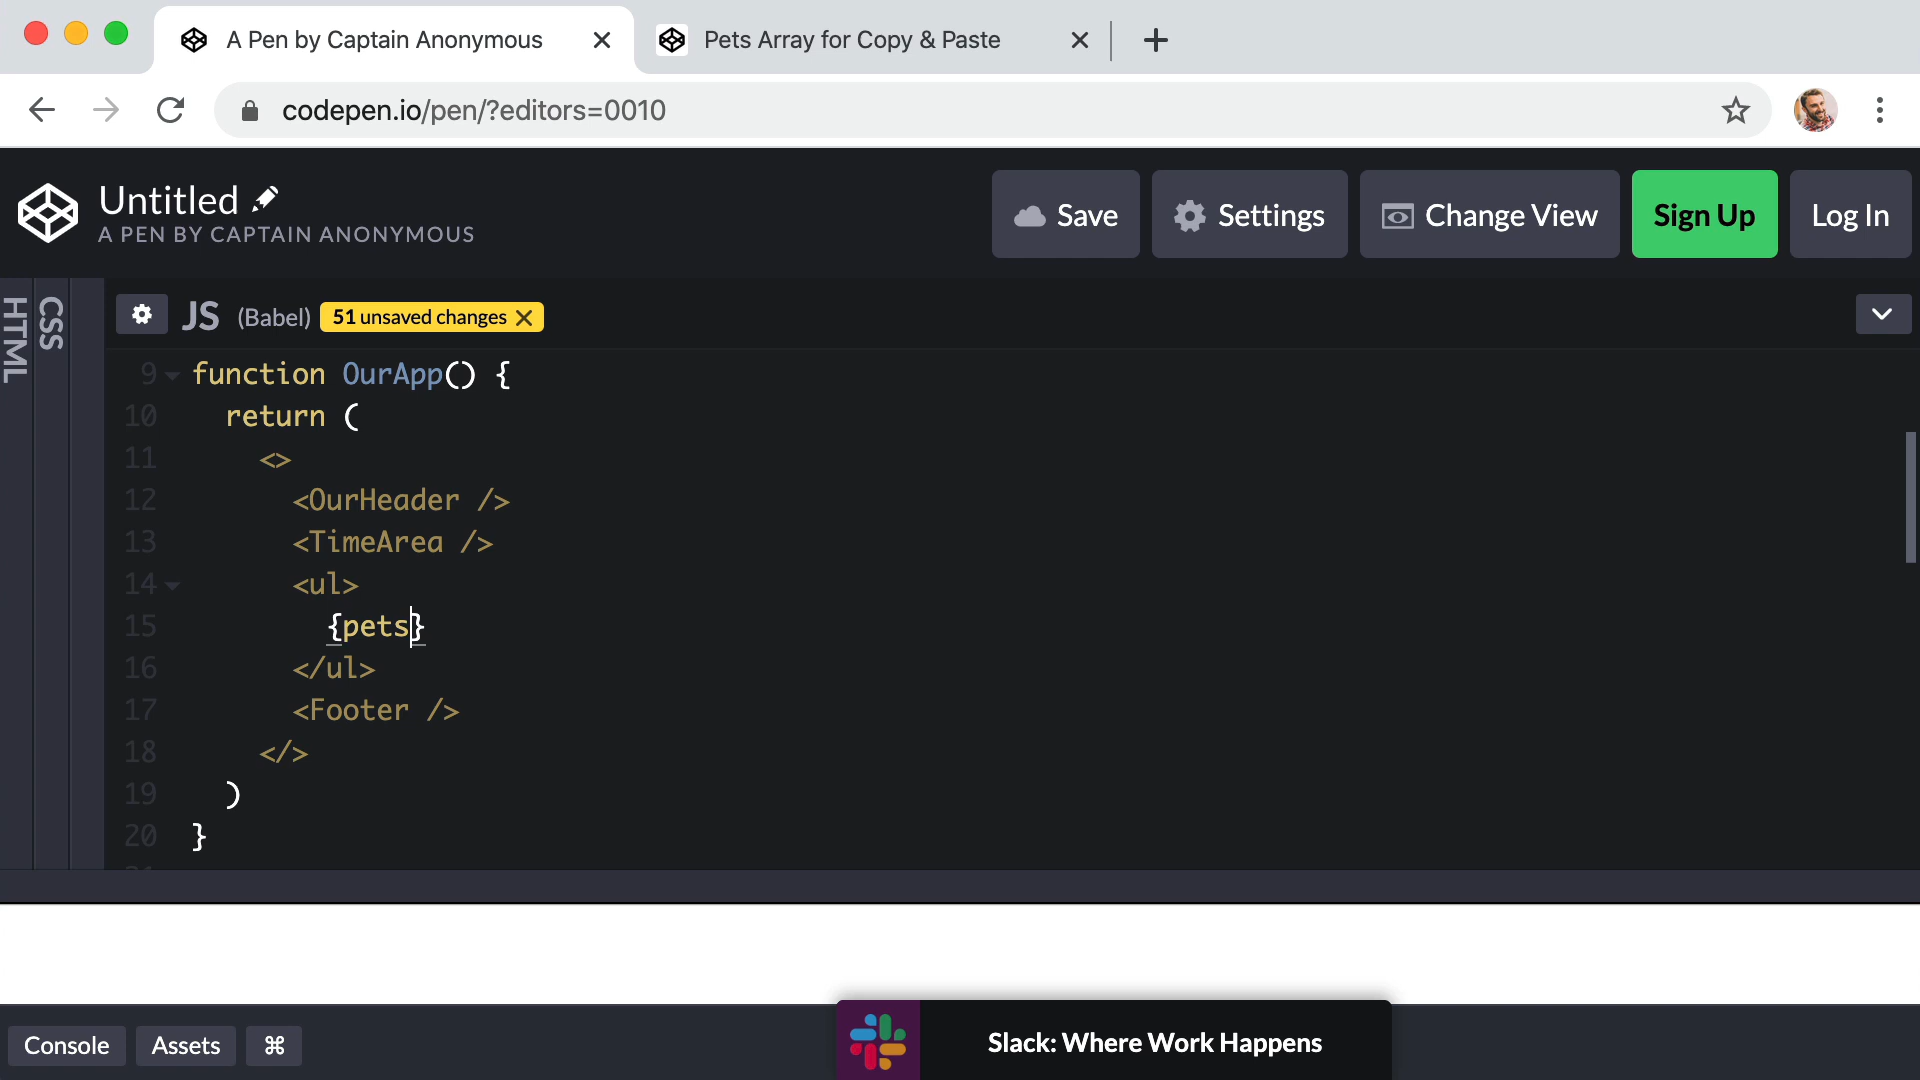 A Pen by Captain Anonymous
Pets Array for Copy & Paste
codepen.io/pen/?editors=0010
Untitled
A PEN BY CAPTAIN ANONYMOUS
Save
Settings
Change View
Sign Up
Log In
HTML
CSS
JS (Babel) 51 unsaved changes
9 function OurApp() {
10 return (
11 <>
12 <OurHeader />
13 <TimeArea />
14 <ul>
15 {pets}
16 </ul>
17 <Footer />
18 </>
19 )
20 }
Console
Assets
⌘
Slack: Where Work Happens